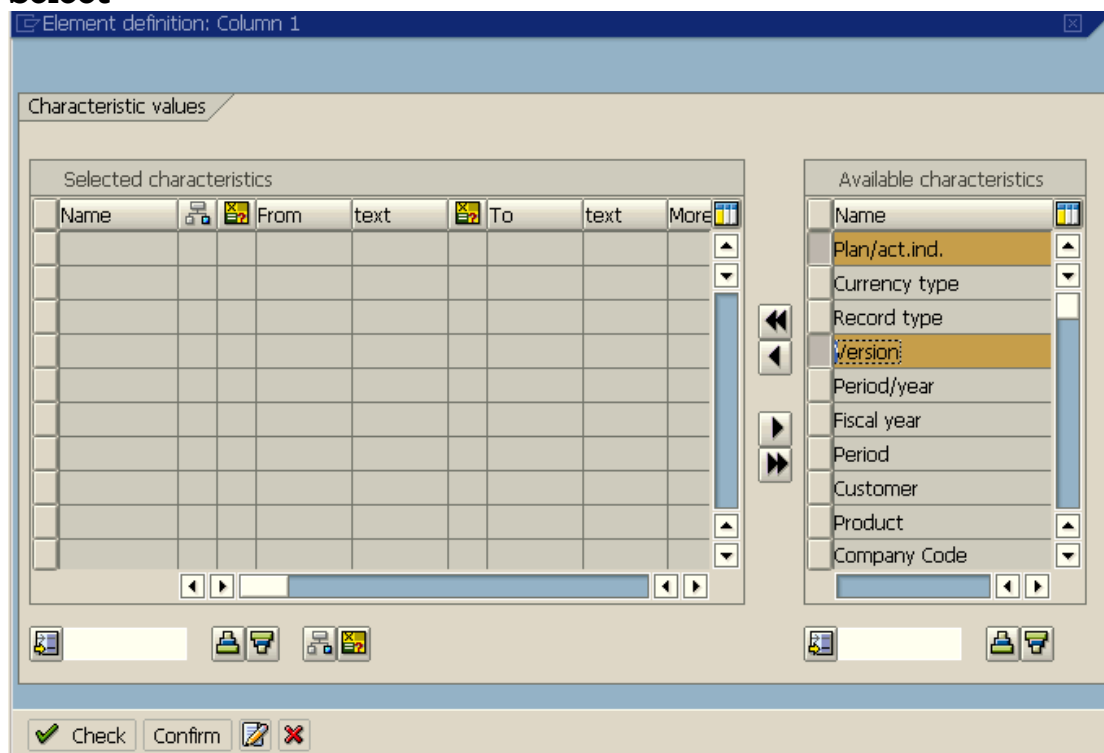 Select
Element definition: Column 1
Characteristic values
Selected characteristics
Available characteristics
Name From text To text More
Name
Plan/act.ind.
Currency type
Record type
Version
Period/year
Fiscal year
Period
Customer
Product
Company Code
Check Confirm